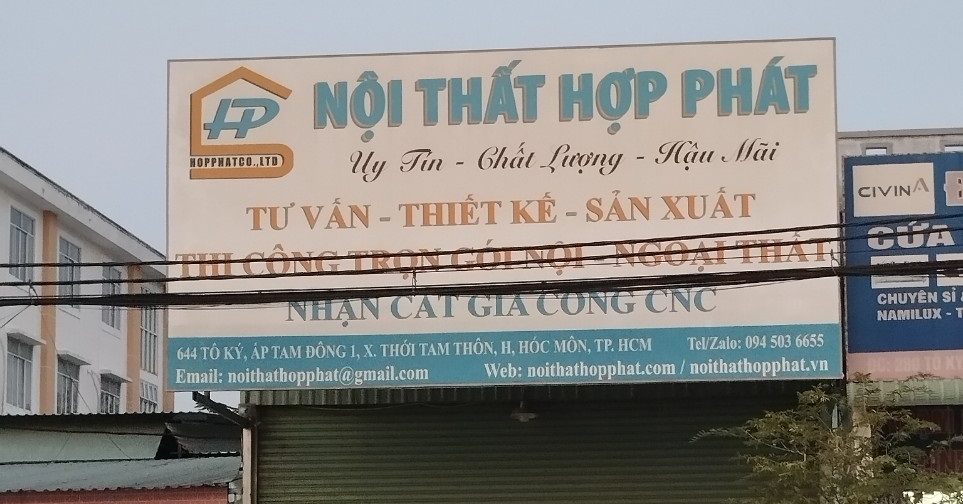 HP
HOPPHATCO.,LTD
NỘI THẤT HỢP PHÁT
Uy Tín - Chất Lượng - Hậu Mãi
TƯ VẤN - THIẾT KẾ - SẢN XUẤT
THI CÔNG TRỌN GÓI NỘI - NGOẠI THẤT
NHẬN CẮT GIA CÔNG CNC
644 TÔ KÝ, ẤP TAM ĐÔNG 1, X. THỚI TAM THÔN, H, HÓC MÔN, TP. HCM Tel/Zalo: 094 503 6655
Email: noithathopphat@gmail.com Web: noithathopphat.com / noithathopphat.vn
CIVINA
CỬA
CHUYÊN SỈ
NAMILUX - T